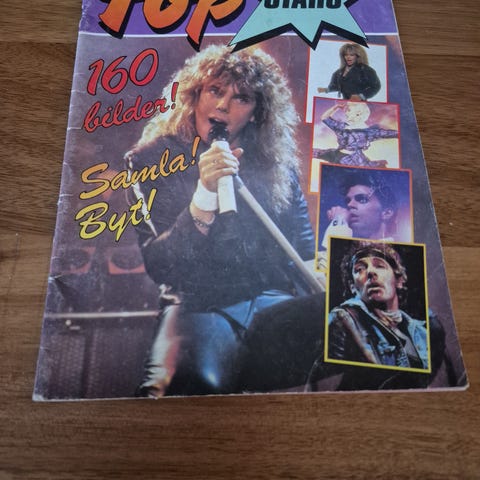 Top
STARS
160
bilder!
Samla!
Byt!